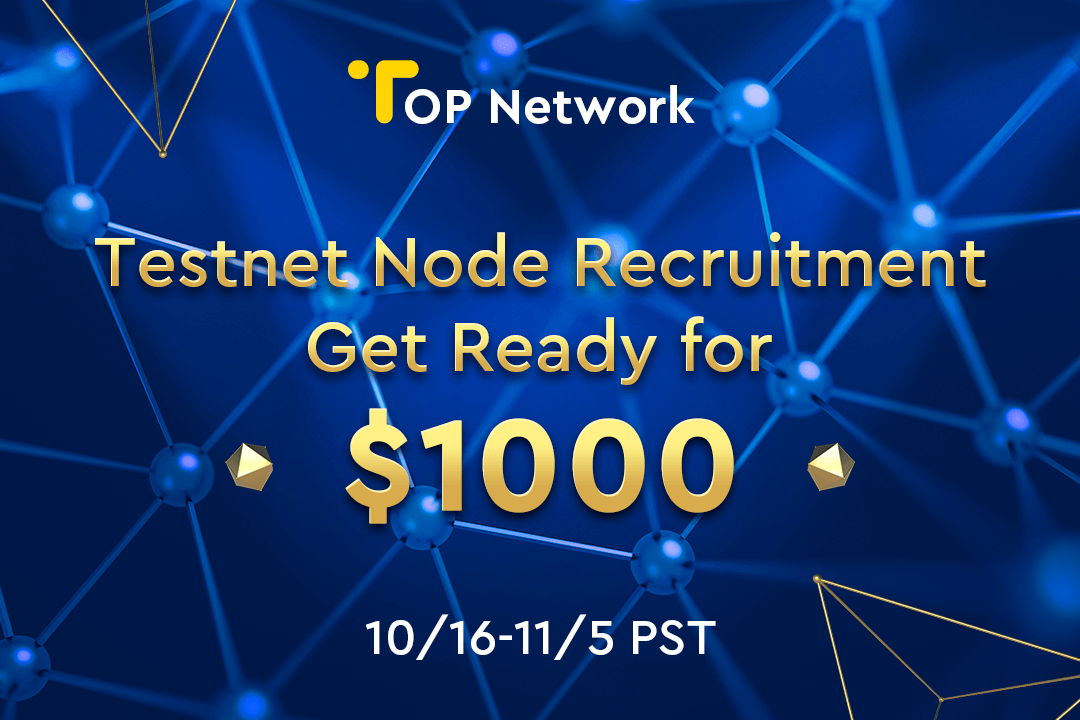 TOP Network
Testnet Node Recruitment
Get Ready for
$1000
10/16-11/5 PST